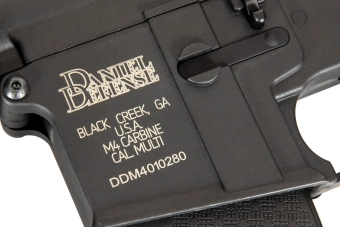 DANIEL
DEFENSE
BLACK CREEK, GA
U.S.A
M4 CARBINE
CAL. MULTI
DDM4010280